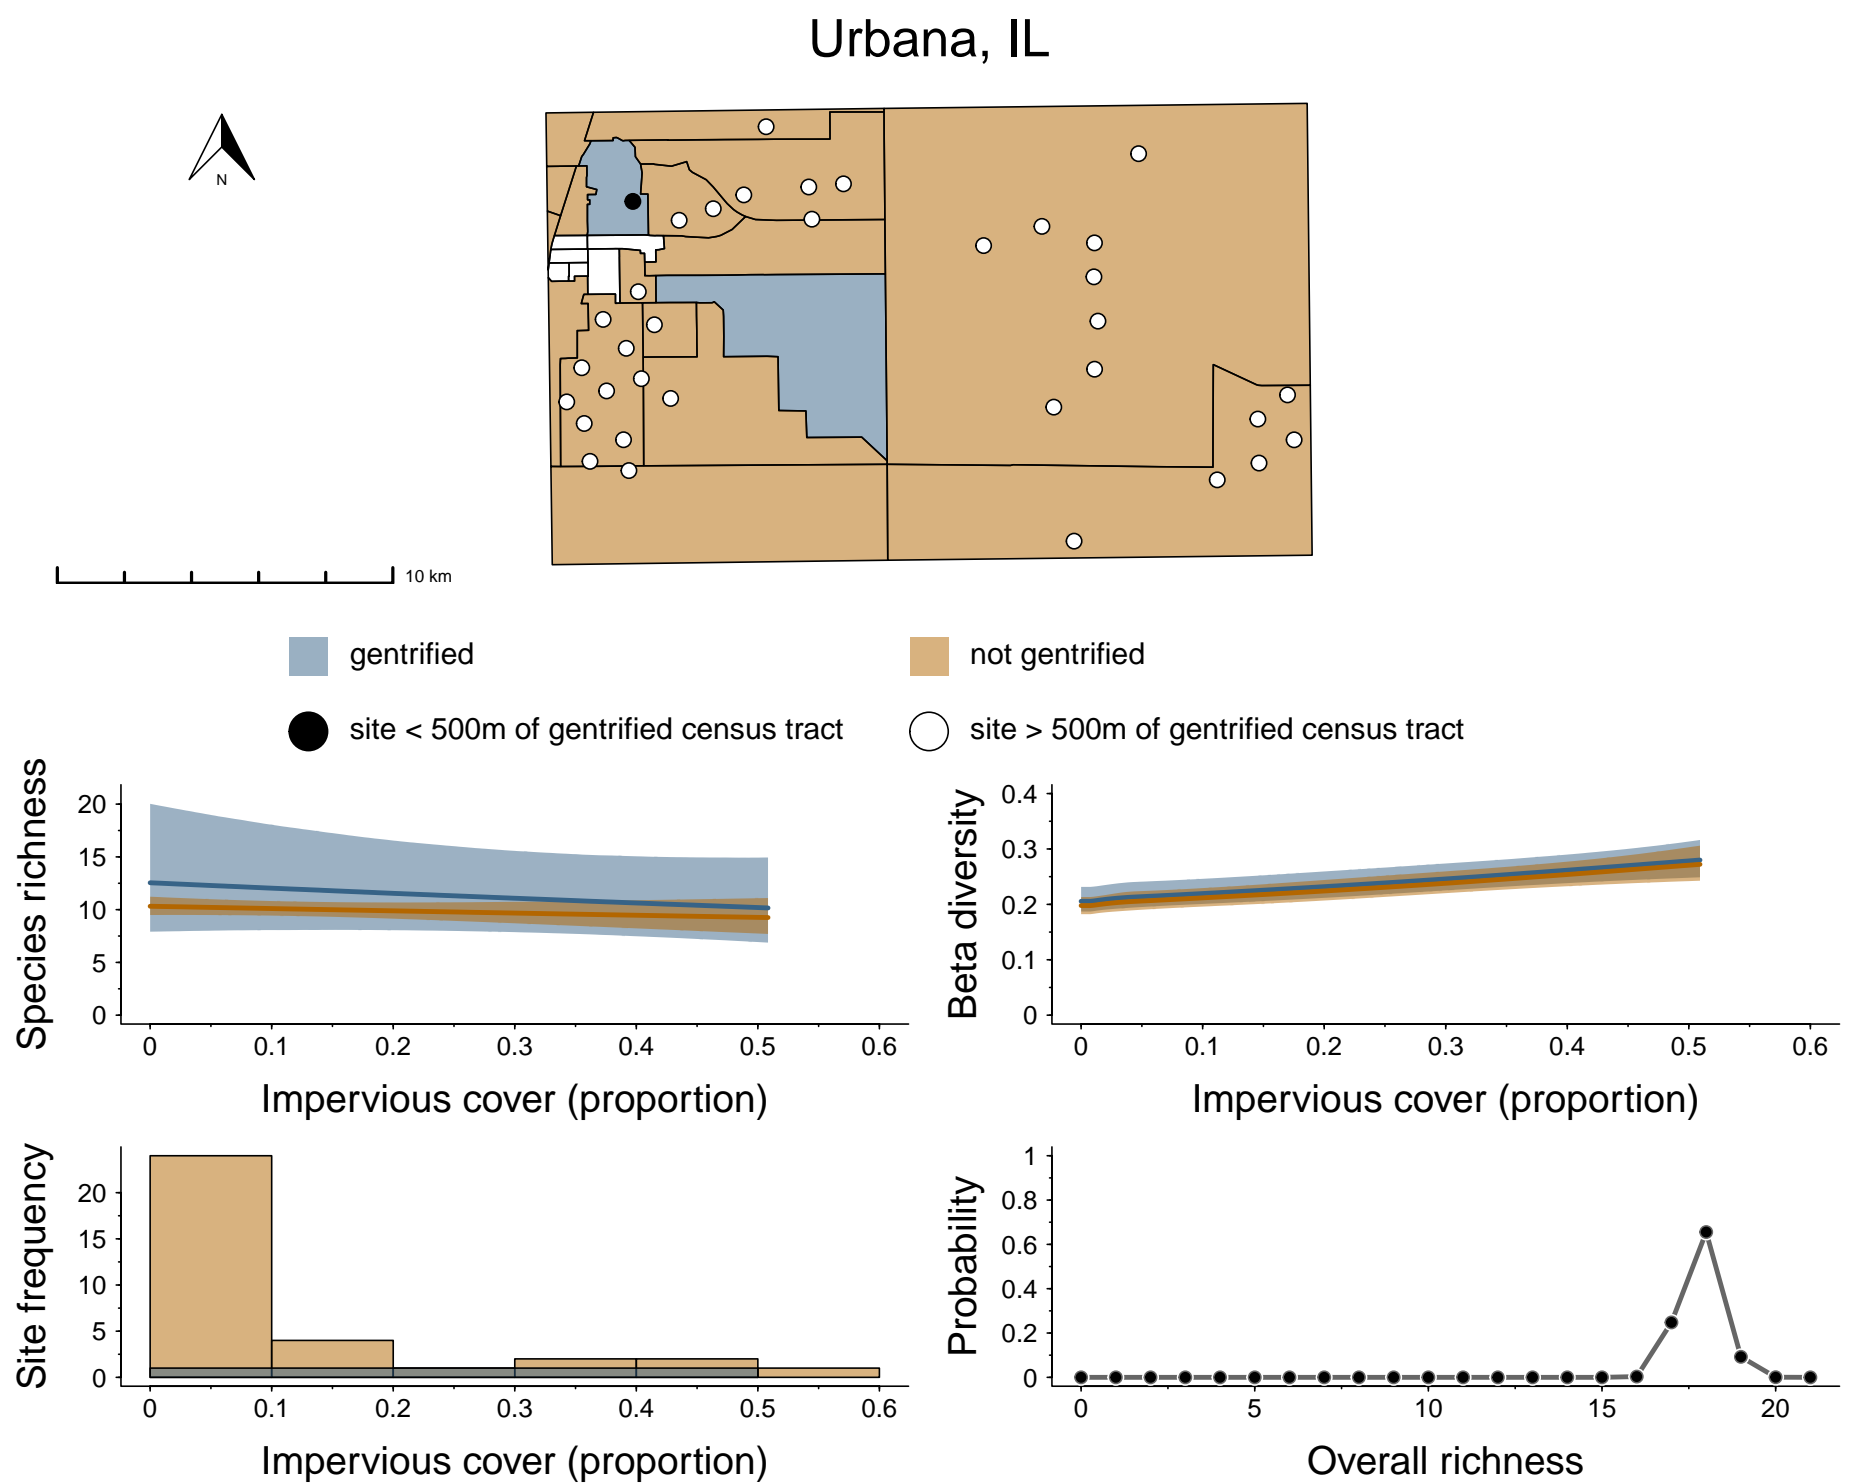 Urbana, IL
N
10 km
gentrified
not gentrified
site < 500m of gentrified census tract
site > 500m of gentrified census tract
Species richness
20
15
10
5
0
0 0.1 0.2 0.3 0.4 0.5 0.6
Impervious cover (proportion)
Beta diversity
0.4
0.3
0.2
0.1
0
0 0.1 0.2 0.3 0.4 0.5 0.6
Impervious cover (proportion)
Site frequency
20
15
10
5
0
0 0.1 0.2 0.3 0.4 0.5 0.6
Impervious cover (proportion)
Probability
1
0.8
0.6
0.4
0.2
0
0 5 10 15 20
Overall richness